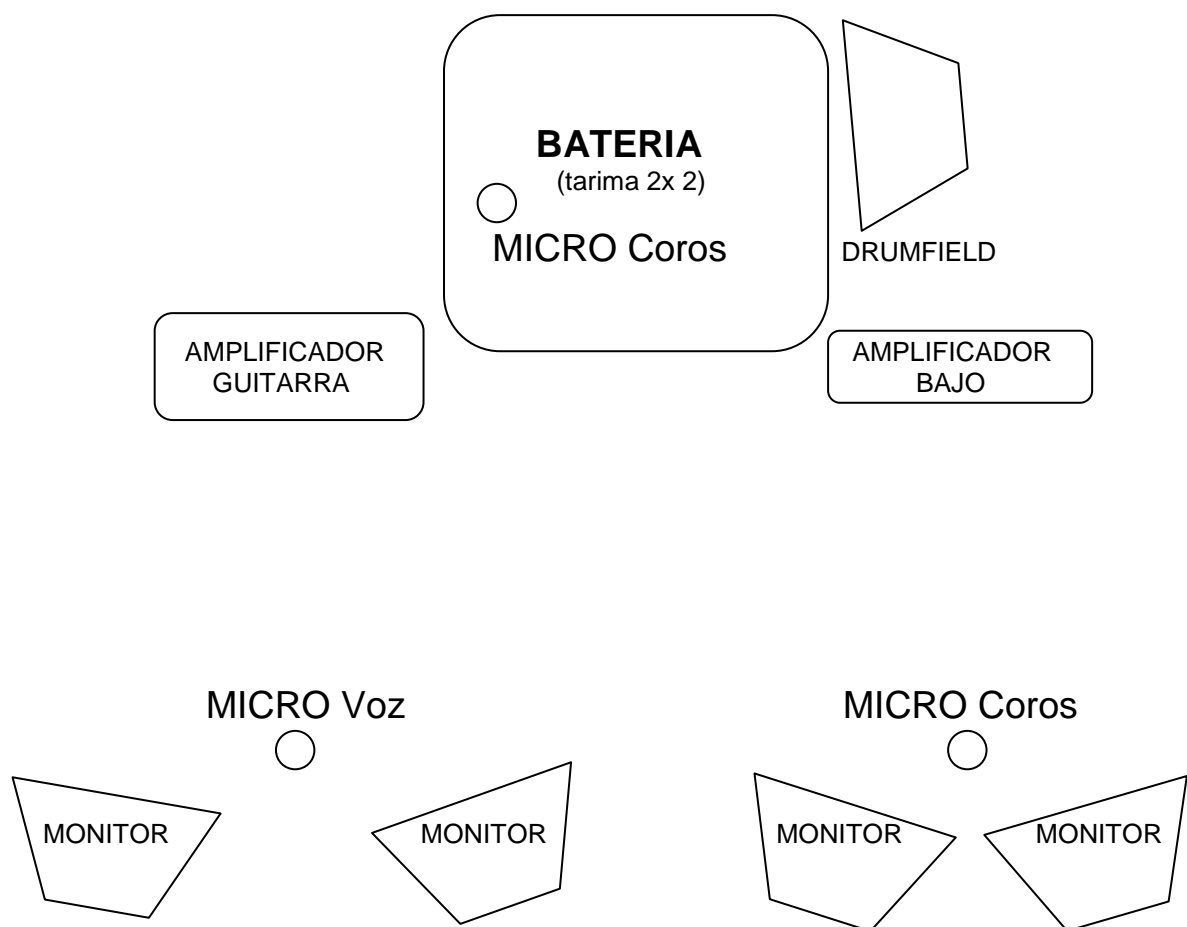 BATERIA
(tarima 2x 2)
MICRO Coros
DRUMFIELD
AMPLIFICADOR
GUITARRA
AMPLIFICADOR
BAJO
MICRO Voz
MICRO Coros
MONITOR
MONITOR
MONITOR
MONITOR